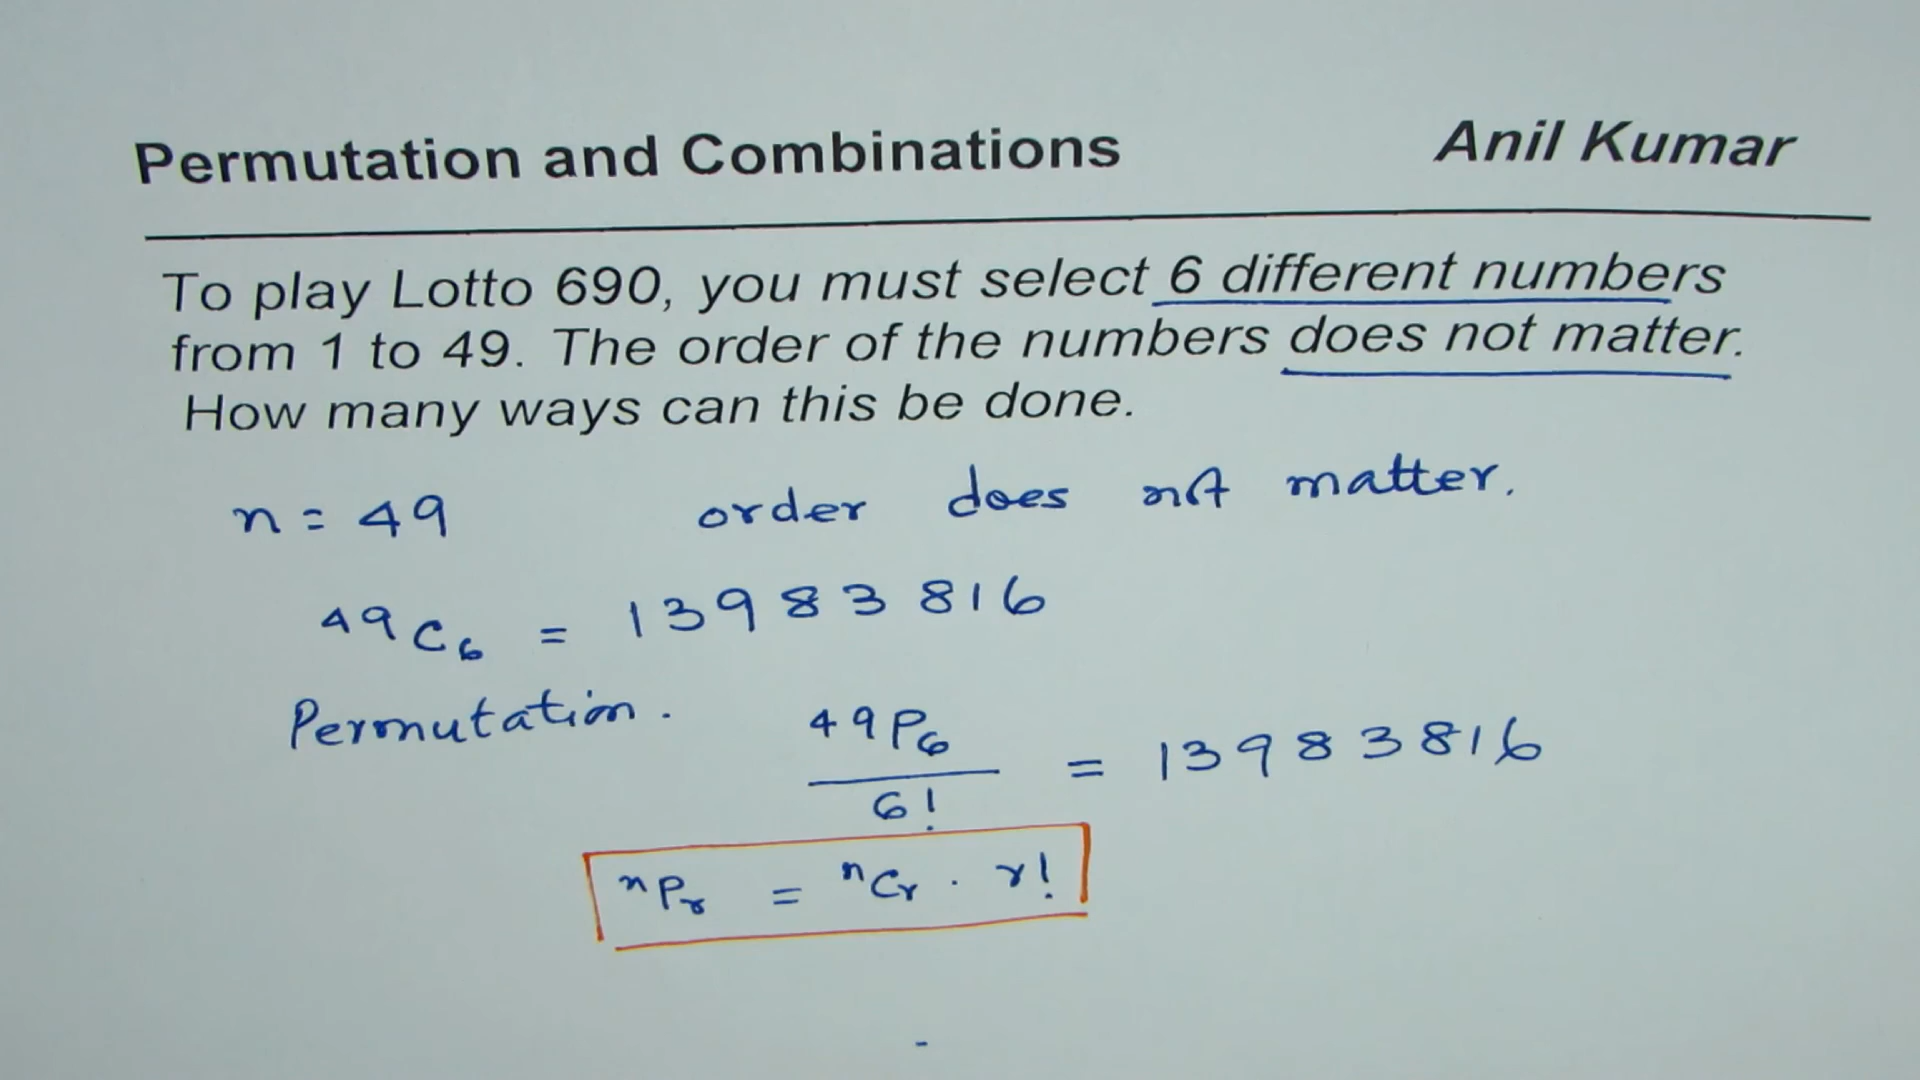 Permutation and Combinations Anil Kumar
To play Lotto 690, you must select 6 different numbers
from 1 to 49. The order of the numbers does not matter.
How many ways can this be done.
n = 49 order does not matter.
⁴⁹C₆ = 13983816
Permutation. ⁴⁹P₆ / 6! = 13983816
ⁿPᵣ = ⁿCᵣ · r!